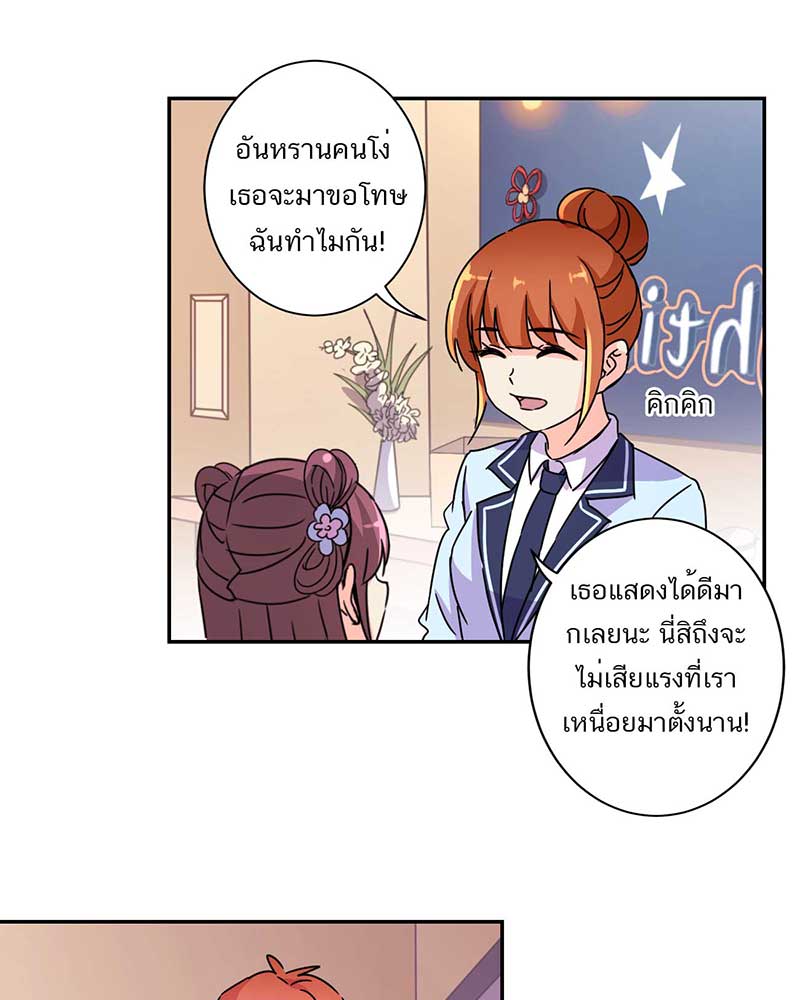 อันหรานคนโง่
เธอจะมาขอโทษ
ฉันทำไมกัน!
คิกคิก
เธอแสดงได้ดีมา
กเลยนะ นี่สิถึงจะ
ไม่เสียแรงที่เรา
เหนื่อยมาตั้งนาน!